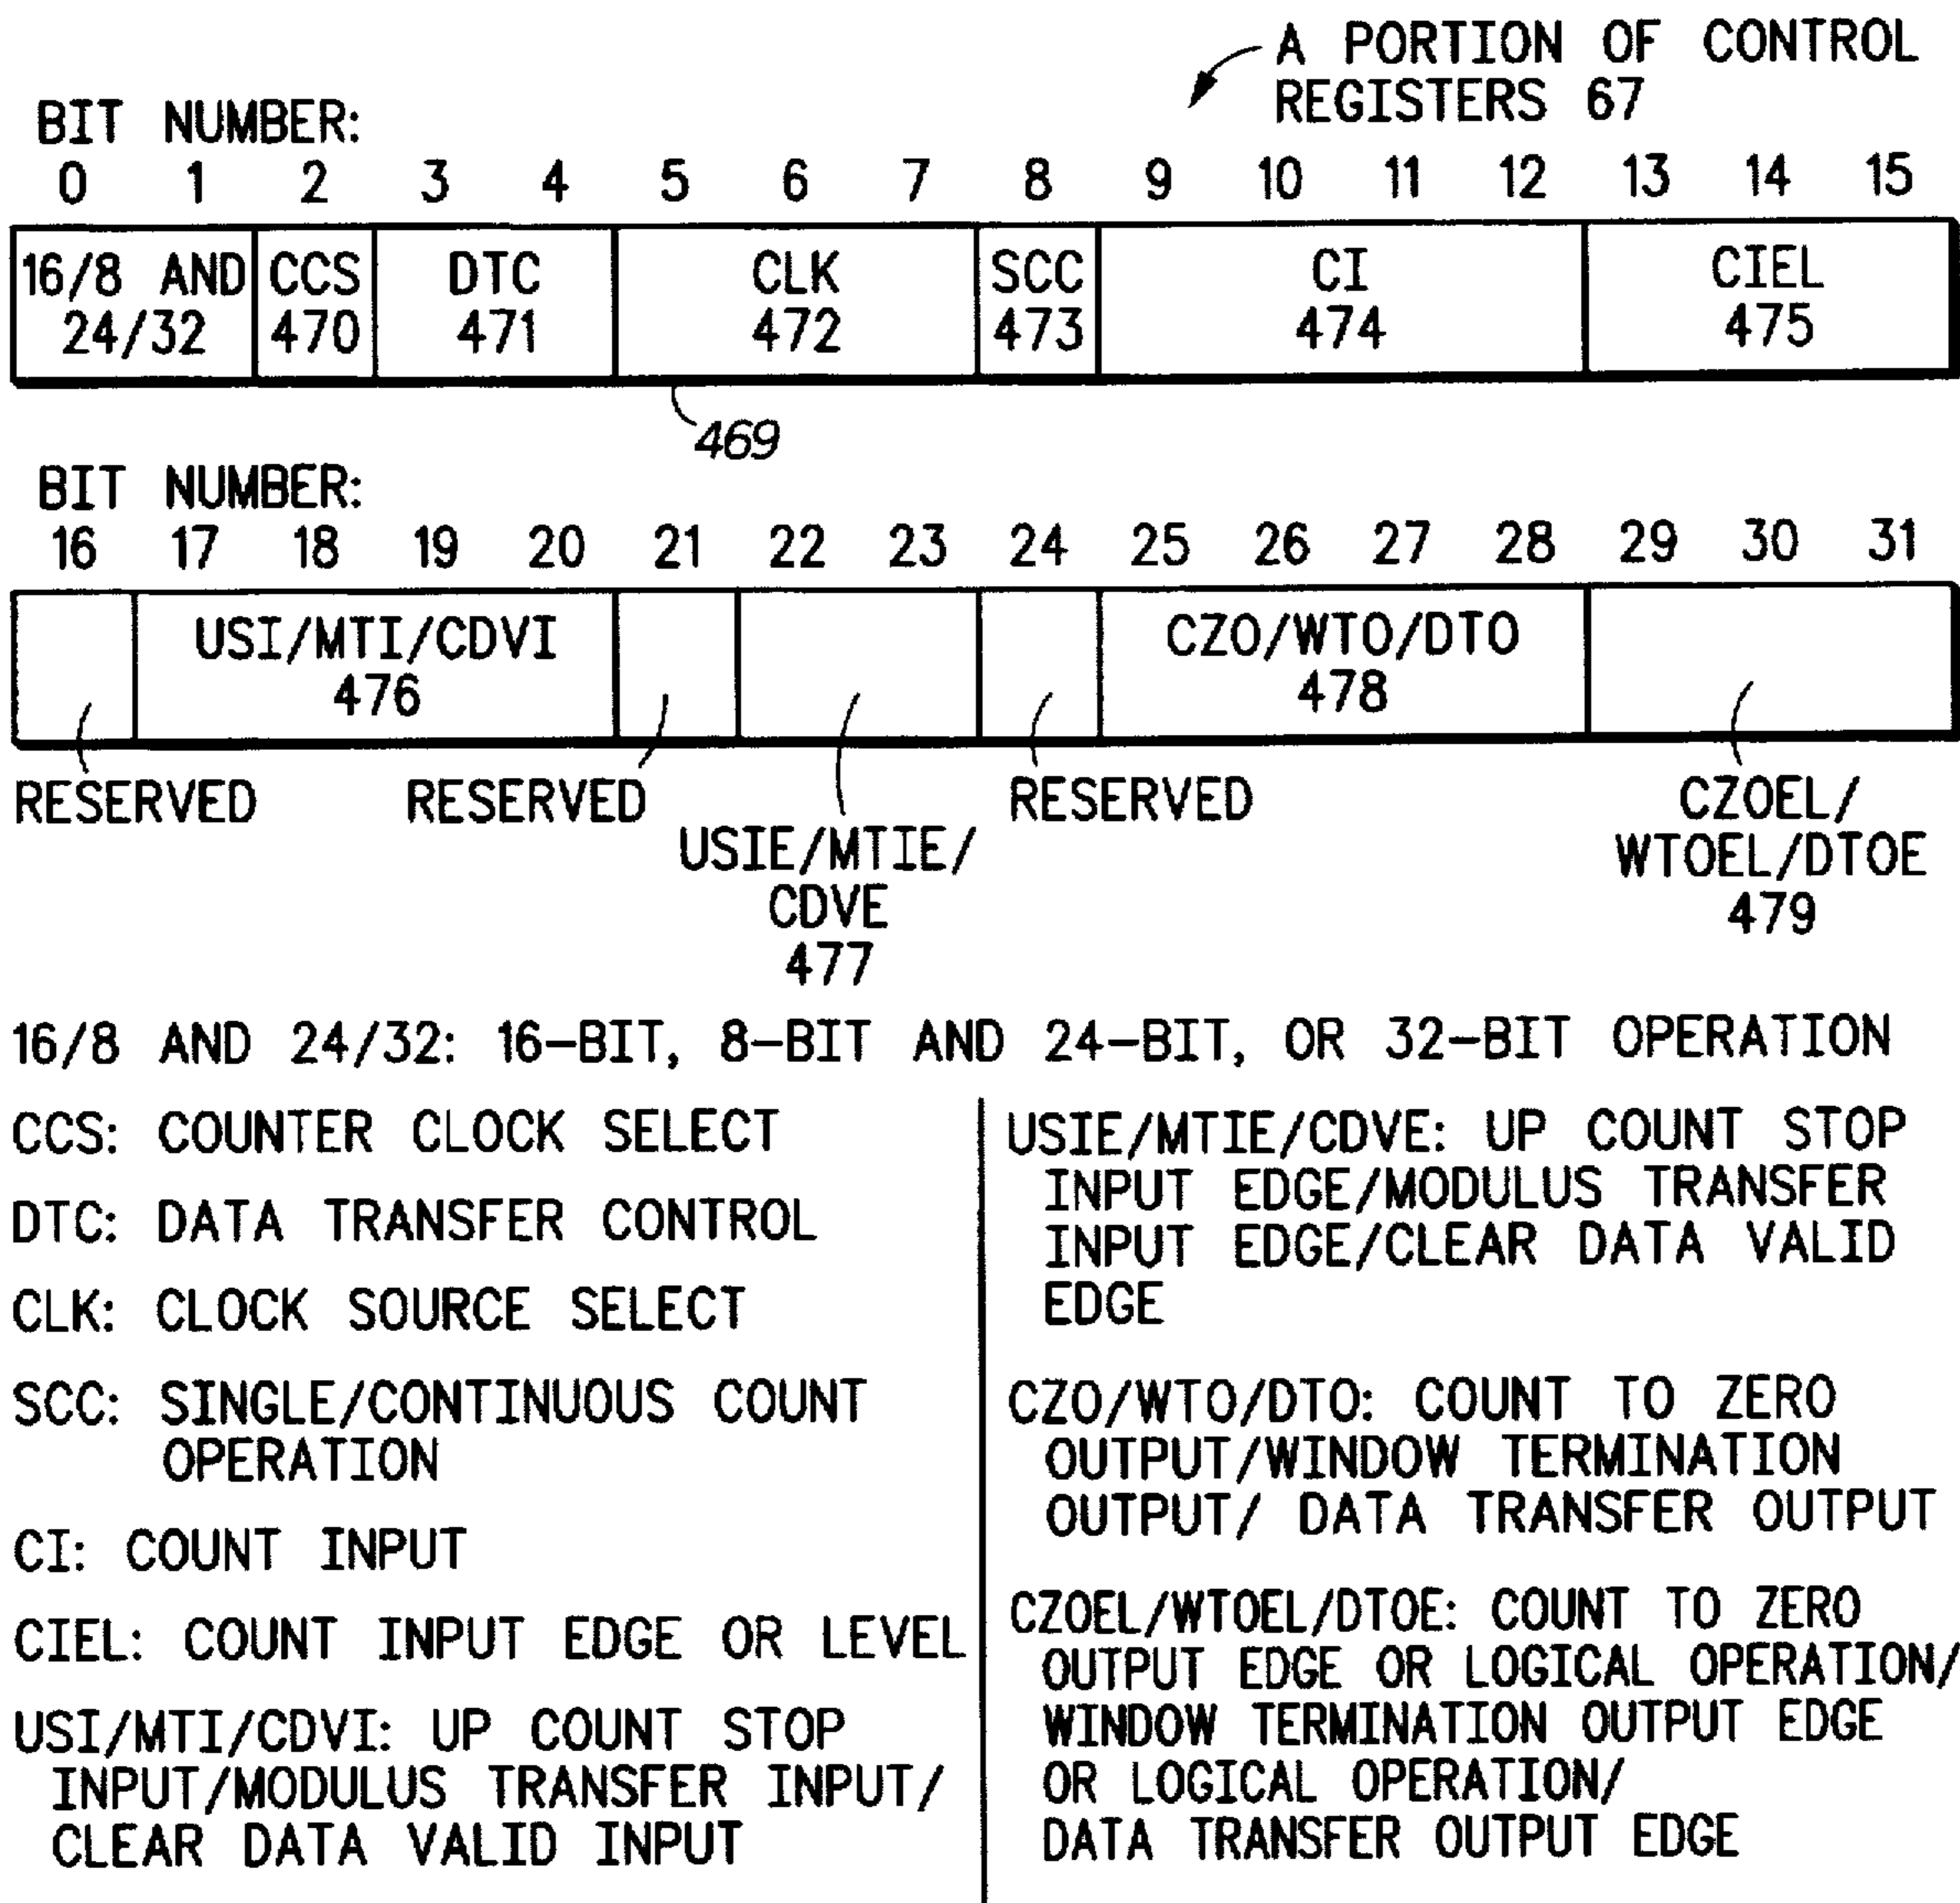 A PORTION OF CONTROL
REGISTERS 67
BIT NUMBER:
0 1 2 3 4 5 6 7 8 9 10 11 12 13 14 15
16/8 AND
24/32
CCS
470
DTC
471
CLK
472
SCC
473
CI
474
CIEL
475
469
BIT NUMBER:
16 17 18 19 20 21 22 23 24 25 26 27 28 29 30 31
USI/MTI/CDVI
476
CZO/WTO/DTO
478
RESERVED
RESERVED
USIE/MTIE/
CDVE
477
RESERVED
CZOEL/
WTOEL/DTOE
479
16/8 AND 24/32: 16-BIT, 8-BIT AND 24-BIT, OR 32-BIT OPERATION
CCS: COUNTER CLOCK SELECT
DTC: DATA TRANSFER CONTROL
CLK: CLOCK SOURCE SELECT
SCC: SINGLE/CONTINUOUS COUNT
OPERATION
CI: COUNT INPUT
CIEL: COUNT INPUT EDGE OR LEVEL
USI/MTI/CDVI: UP COUNT STOP
INPUT/MODULUS TRANSFER INPUT/
CLEAR DATA VALID INPUT
USIE/MTIE/CDVE: UP COUNT STOP
INPUT EDGE/MODULUS TRANSFER
INPUT EDGE/CLEAR DATA VALID
EDGE
CZO/WTO/DTO: COUNT TO ZERO
OUTPUT/WINDOW TERMINATION
OUTPUT/ DATA TRANSFER OUTPUT
CZOEL/WTOEL/DTOE: COUNT TO ZERO
OUTPUT EDGE OR LOGICAL OPERATION/
WINDOW TERMINATION OUTPUT EDGE
OR LOGICAL OPERATION/
DATA TRANSFER OUTPUT EDGE